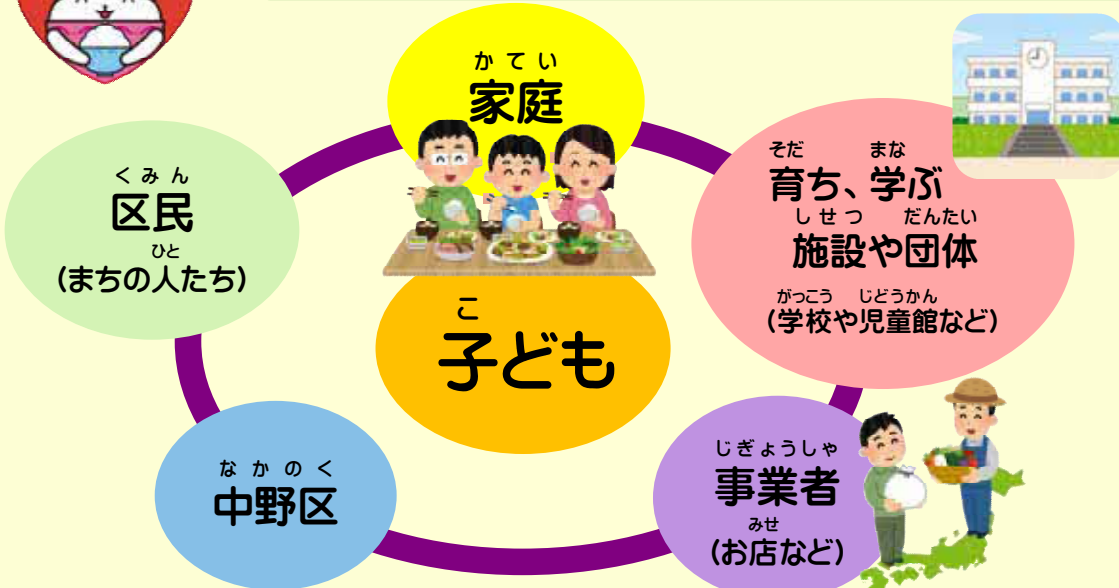 かてい
家庭
くみん
区民
ひと
(まちの人たち)
そだ まな
育ち、学ぶ
しせつ だんたい
施設や団体
がっこう じどうかん
(学校や児童館など)
こ
子ども
なかのく
中野区
じぎょうしゃ
事業者
みせ
(お店など)